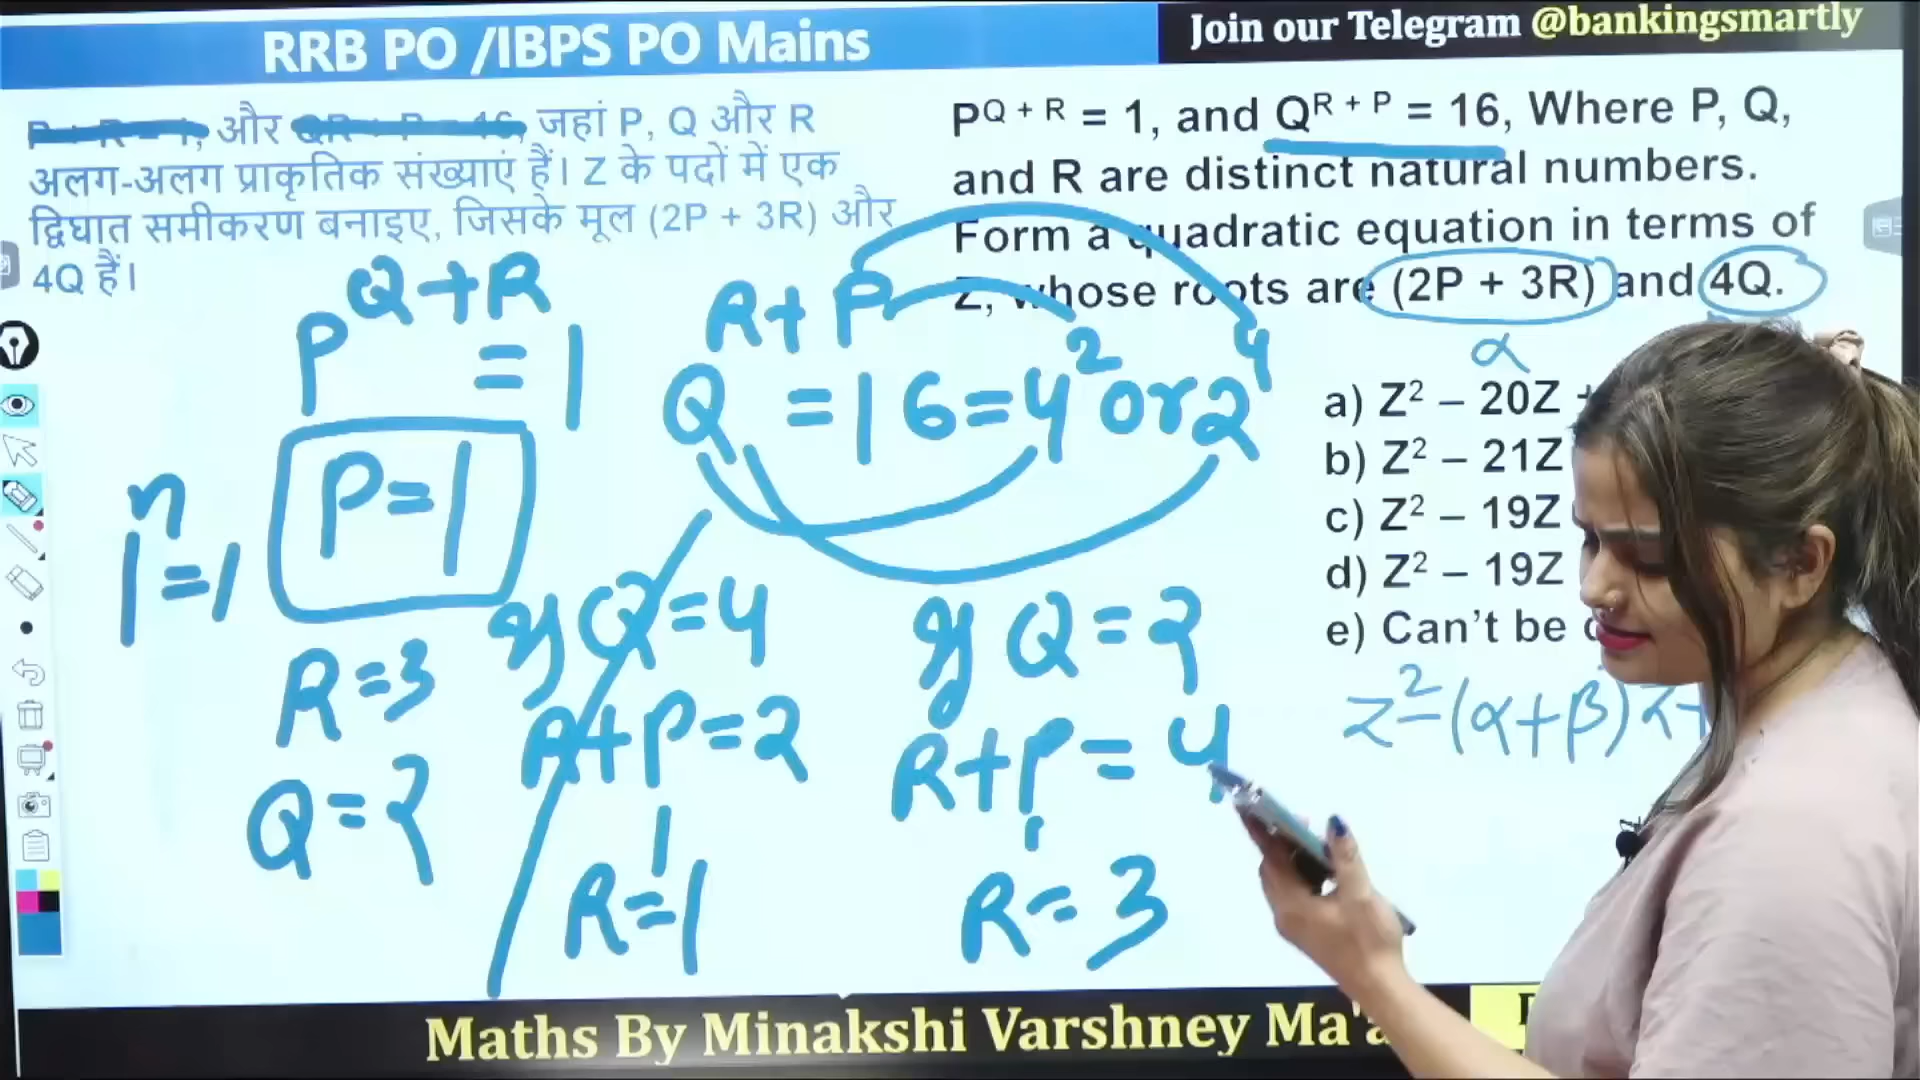 RRB PO /IBPS PO Mains
Join our Telegram @bankingsmartly
और जहां P, Q और R
अलग-अलग प्राकृतिक संख्याएं हैं। Z के पदों में एक
द्विघात समीकरण बनाइए, जिसके मूल (2P + 3R) और
4Q हैं।
P^Q + R = 1, and Q^R + P = 16, Where P, Q,
and R are distinct natural numbers.
Form a quadratic equation in terms of
Z, whose roots are (2P + 3R) and 4Q.
α
a) Z² – 20Z +
b) Z² – 21Z
c) Z² – 19Z
d) Z² – 19Z
e) Can't be
Z² – (α + β) Z +
P^Q+R = 1
P = 1
1^n = 1
R = 3
Q = 2
Q^R+P = 16 = 4² or 2⁴
If Q = 4
R + P = 2
1
R = 1
If Q = 2
R + P = 4
1
R = 3
Maths By Minakshi Varshney Ma'a